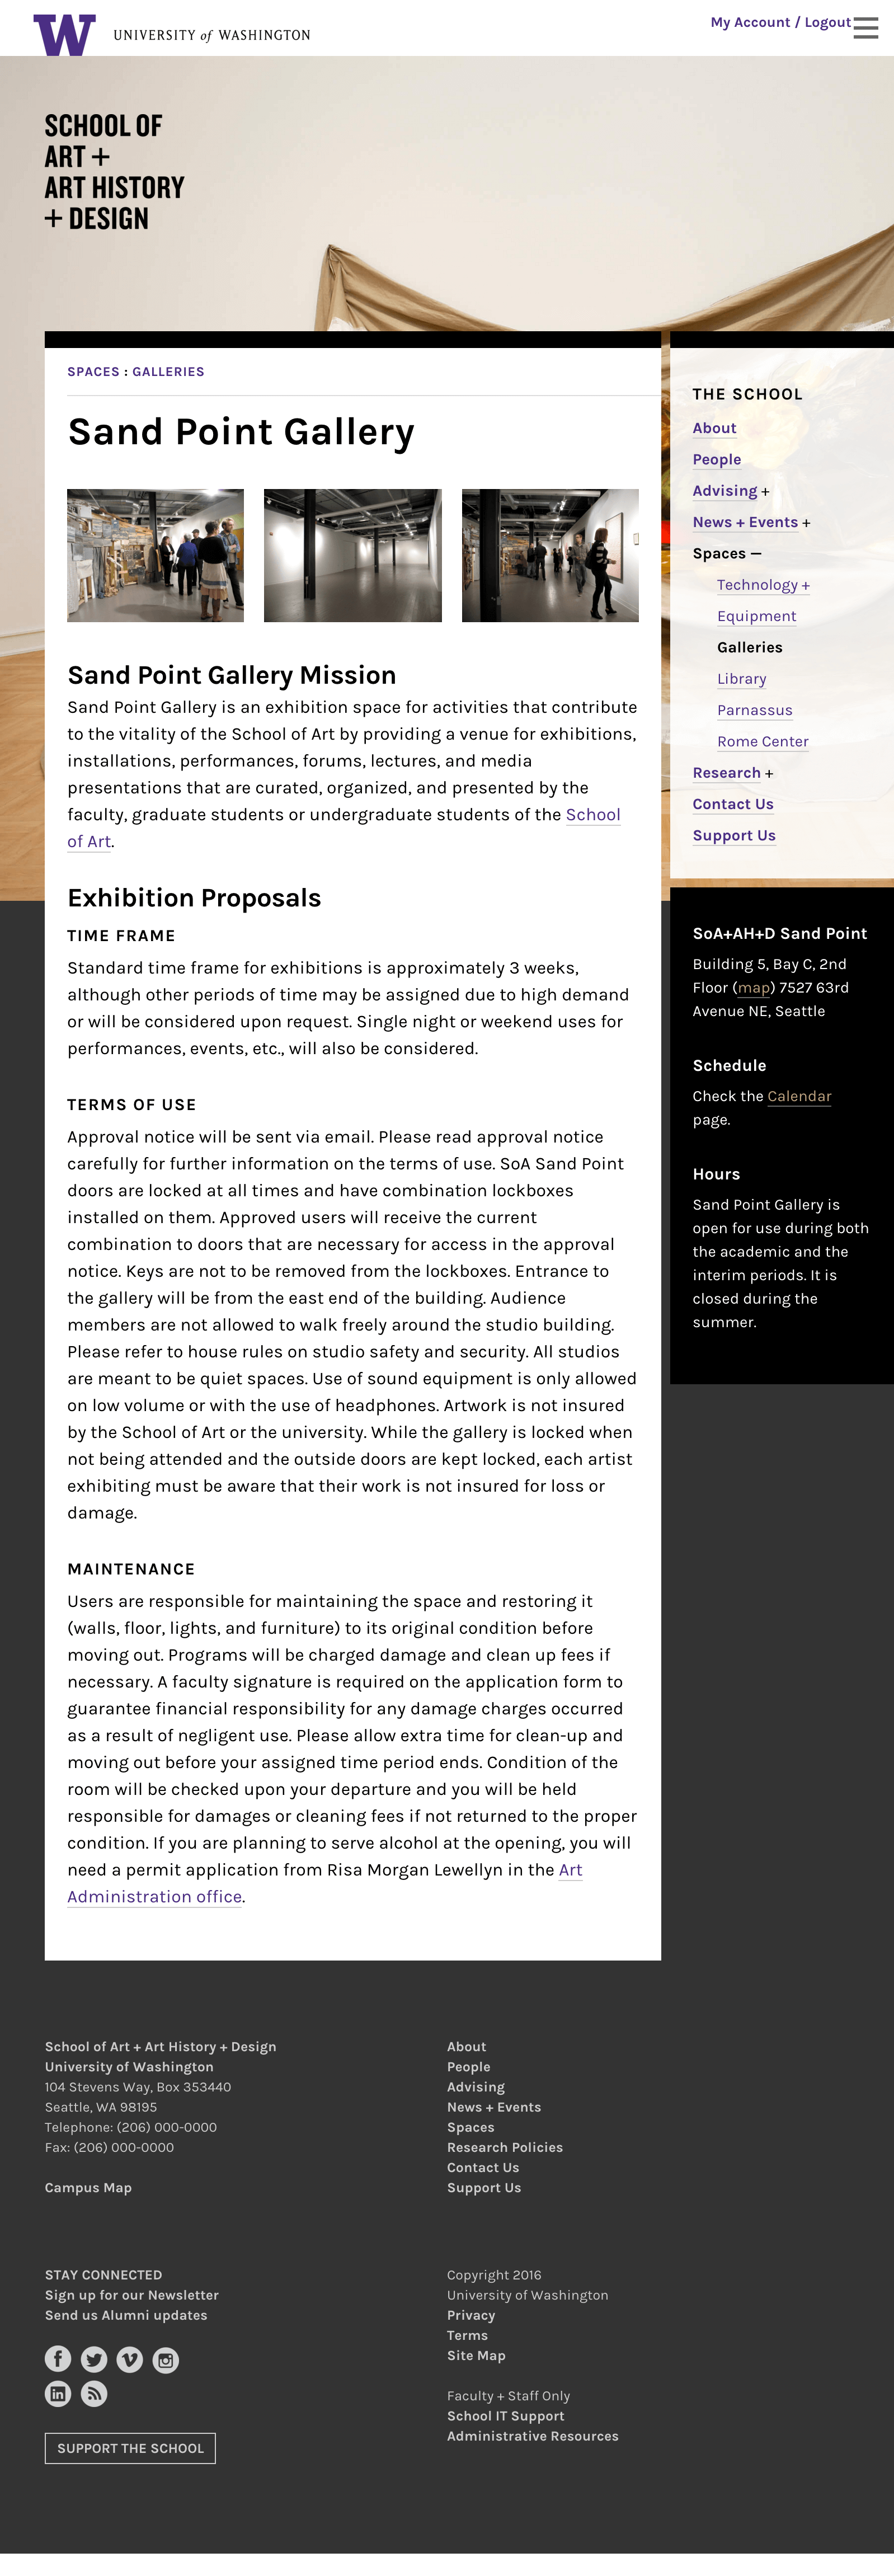 W UNIVERSITY of WASHINGTON
My Account / Logout
SCHOOL OF
ART +
ART HISTORY
+ DESIGN
SPACES : GALLERIES
Sand Point Gallery
Sand Point Gallery Mission
Sand Point Gallery is an exhibition space for activities that contribute
to the vitality of the School of Art by providing a venue for exhibitions,
installations, performances, forums, lectures, and media
presentations that are curated, organized, and presented by the
faculty, graduate students or undergraduate students of the School
of Art.
Exhibition Proposals
TIME FRAME
Standard time frame for exhibitions is approximately 3 weeks,
although other periods of time may be assigned due to high demand
or will be considered upon request. Single night or weekend uses for
performances, events, etc., will also be considered.
TERMS OF USE
Approval notice will be sent via email. Please read approval notice
carefully for further information on the terms of use. SoA Sand Point
doors are locked at all times and have combination lockboxes
installed on them. Approved users will receive the current
combination to doors that are necessary for access in the approval
notice. Keys are not to be removed from the lockboxes. Entrance to
the gallery will be from the east end of the building. Audience
members are not allowed to walk freely around the studio building.
Please refer to house rules on studio safety and security. All studios
are meant to be quiet spaces. Use of sound equipment is only allowed
on low volume or with the use of headphones. Artwork is not insured
by the School of Art or the university. While the gallery is locked when
not being attended and the outside doors are kept locked, each artist
exhibiting must be aware that their work is not insured for loss or
damage.
MAINTENANCE
Users are responsible for maintaining the space and restoring it
(walls, floor, lights, and furniture) to its original condition before
moving out. Programs will be charged damage and clean up fees if
necessary. A faculty signature is required on the application form to
guarantee financial responsibility for any damage charges occurred
as a result of negligent use. Please allow extra time for clean-up and
moving out before your assigned time period ends. Condition of the
room will be checked upon your departure and you will be held
responsible for damages or cleaning fees if not returned to the proper
condition. If you are planning to serve alcohol at the opening, you will
need a permit application from Risa Morgan Lewellyn in the Art
Administration office.
THE SCHOOL
About
People
Advising +
News + Events +
Spaces —
Technology +
Equipment
Galleries
Library
Parnassus
Rome Center
Research +
Contact Us
Support Us
SoA+AH+D Sand Point
Building 5, Bay C, 2nd
Floor (map) 7527 63rd
Avenue NE, Seattle
Schedule
Check the Calendar
page.
Hours
Sand Point Gallery is
open for use during both
the academic and the
interim periods. It is
closed during the
summer.
School of Art + Art History + Design
University of Washington
104 Stevens Way, Box 353440
Seattle, WA 98195
Telephone: (206) 000-0000
Fax: (206) 000-0000
Campus Map
About
People
Advising
News + Events
Spaces
Research Policies
Contact Us
Support Us
STAY CONNECTED
Sign up for our Newsletter
Send us Alumni updates
SUPPORT THE SCHOOL
Copyright 2016
University of Washington
Privacy
Terms
Site Map
Faculty + Staff Only
School IT Support
Administrative Resources